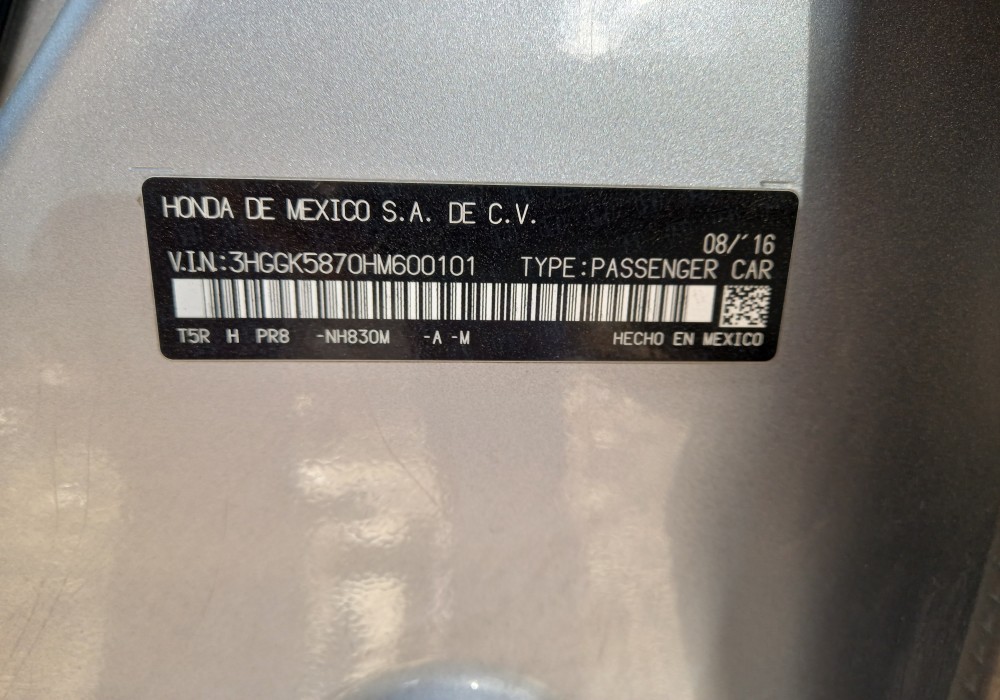 HONDA DE MEXICO S.A. DE C.V.
08/´16
V.I.N.:3HGGK5870HM600101 TYPE:PASSENGER CAR
T5R H PR8 -NH830M -A -M HECHO EN MEXICO